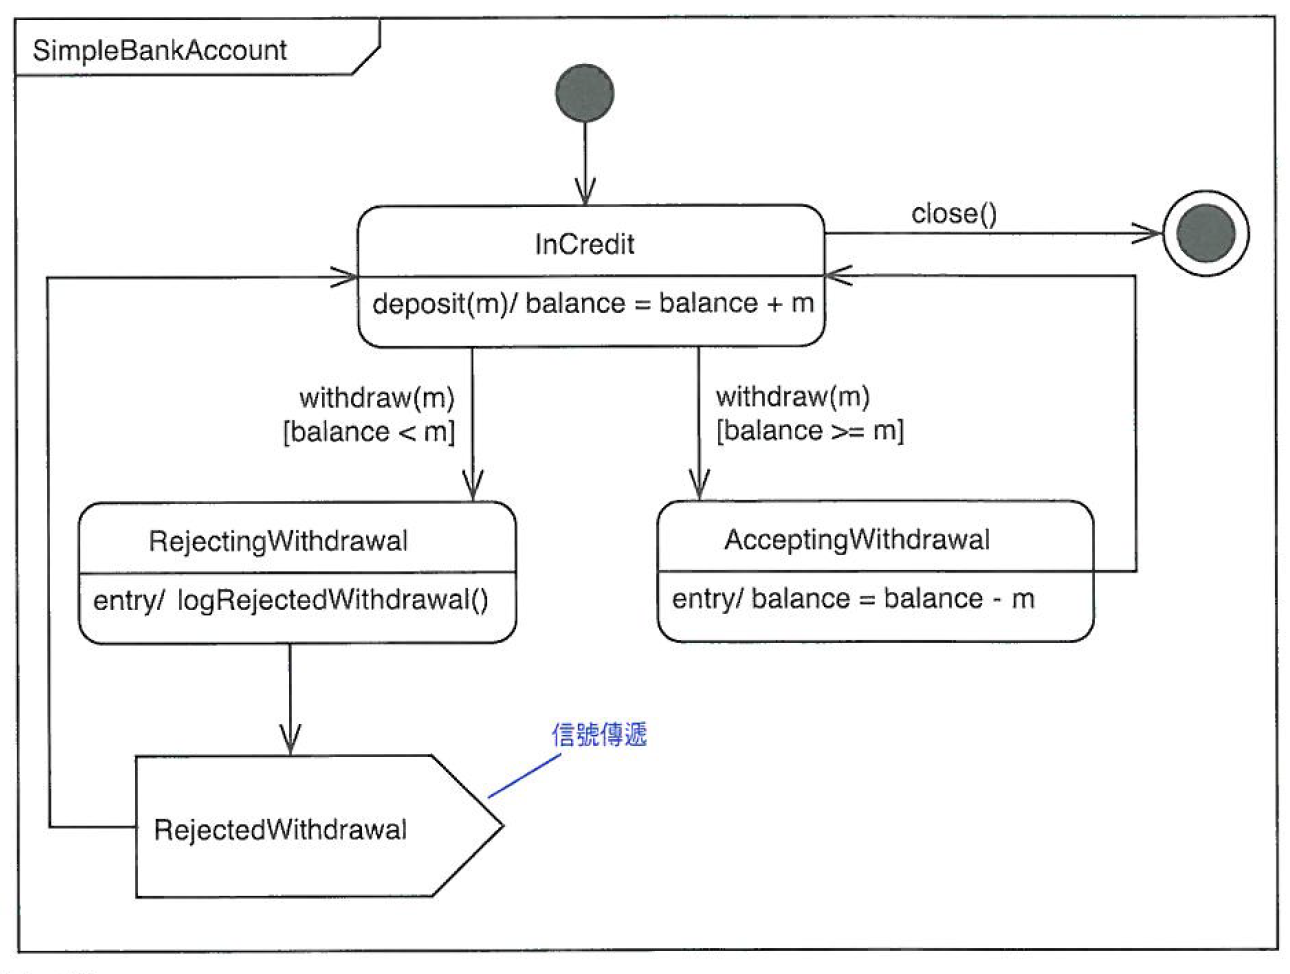 SimpleBankAccount
close()
InCredit
deposit(m)/ balance = balance + m
withdraw(m)
[balance < m]
withdraw(m)
[balance >= m]
RejectingWithdrawal
entry/ logRejectedWithdrawal()
AcceptingWithdrawal
entry/ balance = balance - m
信號傳遞
RejectedWithdrawal